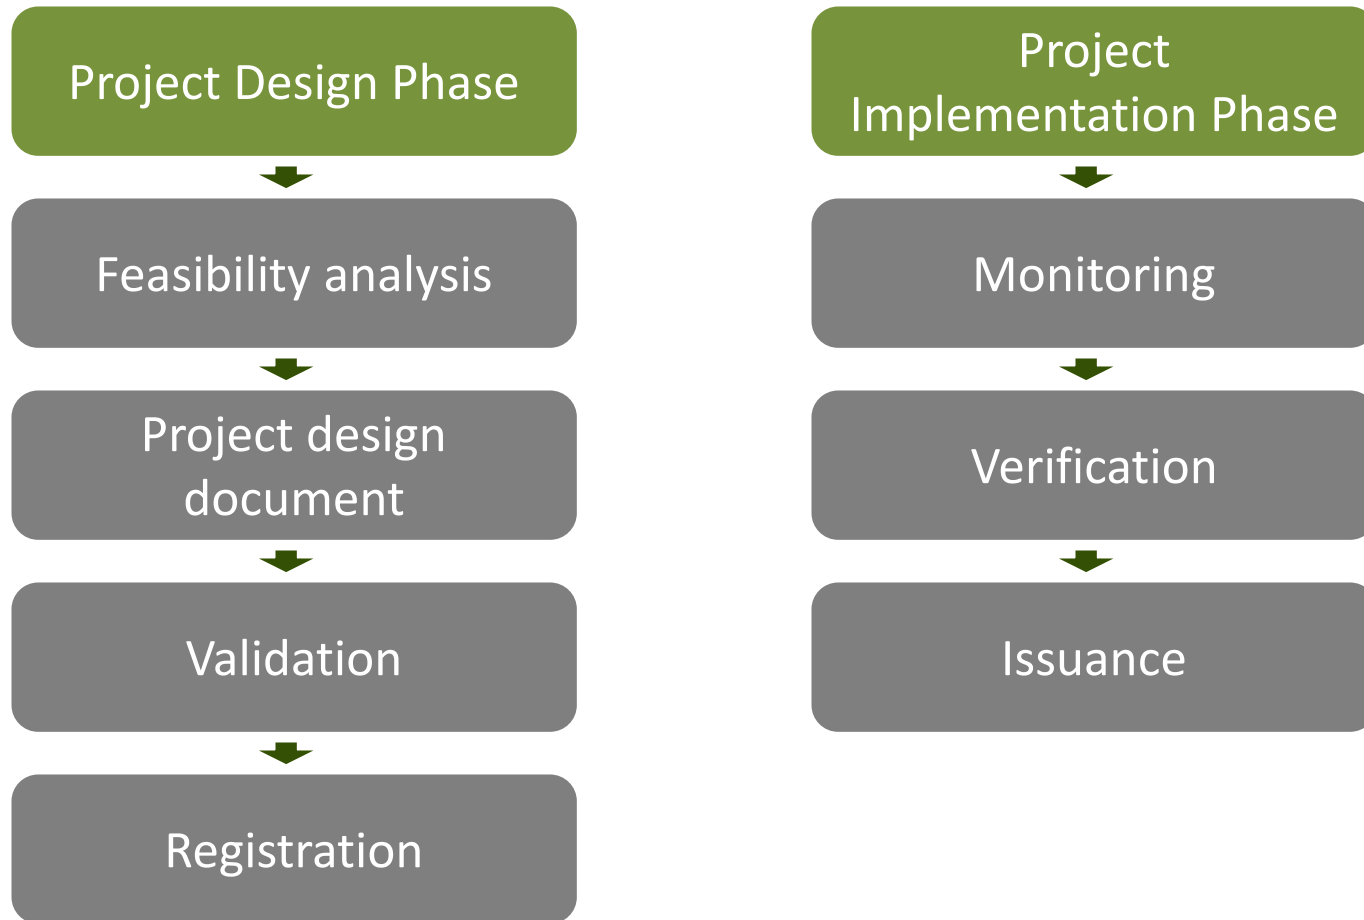 Project Design Phase
Feasibility analysis
Project design
document
Validation
Registration
Project
Implementation Phase
Monitoring
Verification
Issuance